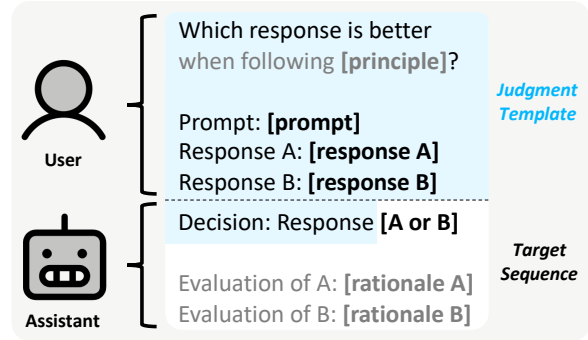 Which response is better
when following [principle]?
Prompt: [prompt]
Response A: [response A]
Response B: [response B]
User
Judgment
Template
Decision: Response [A or B]
Evaluation of A: [rationale A]
Evaluation of B: [rationale B]
Assistant
Target
Sequence